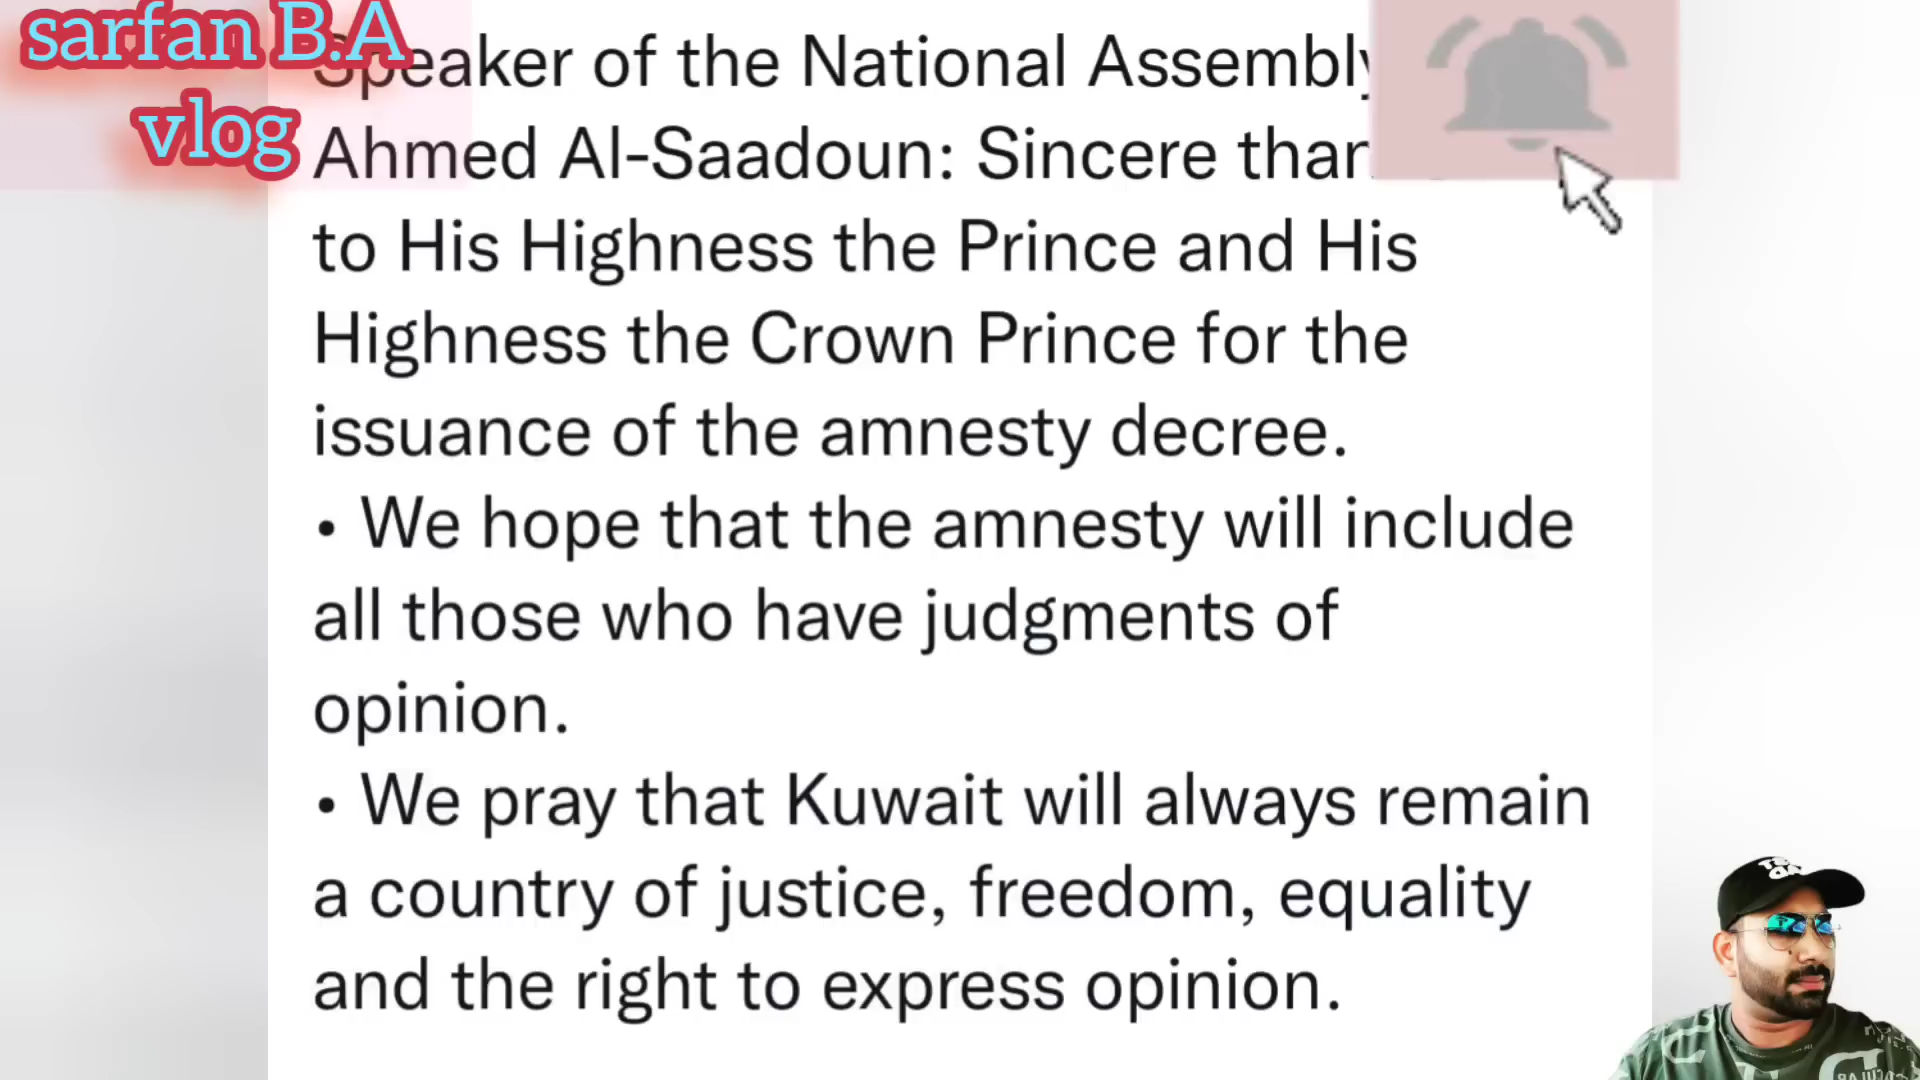 sarfan B.A
vlog
Speaker of the National Assembly
Ahmed Al-Saadoun: Sincere
to His Highness the Prince and His
Highness the Crown Prince for the
issuance of the amnesty decree.
• We hope that the amnesty will include
all those who have judgments of
opinion.
• We pray that Kuwait will always remain
a country of justice, freedom, equality
and the right to express opinion.